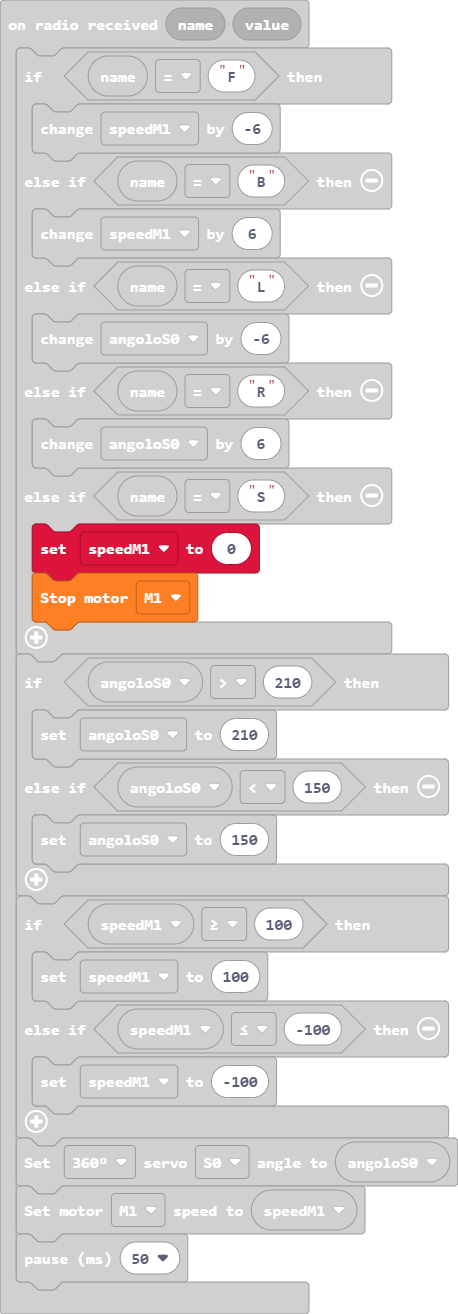 on radio received name value
if name = "F" then
change speedM1 by -6
else if name = "B" then
change speedM1 by 6
else if name = "L" then
change angoloS0 by -6
else if name = "R" then
change angoloS0 by 6
else if name = "S" then
set speedM1 to 0
Stop motor M1
if angoloS0 > 210 then
set angoloS0 to 210
else if angoloS0 < 150 then
set angoloS0 to 150
if speedM1 ≥ 100 then
set speedM1 to 100
else if speedM1 ≤ -100 then
set speedM1 to -100
Set 360º servo S0 angle to angoloS0
Set motor M1 speed to speedM1
pause (ms) 50